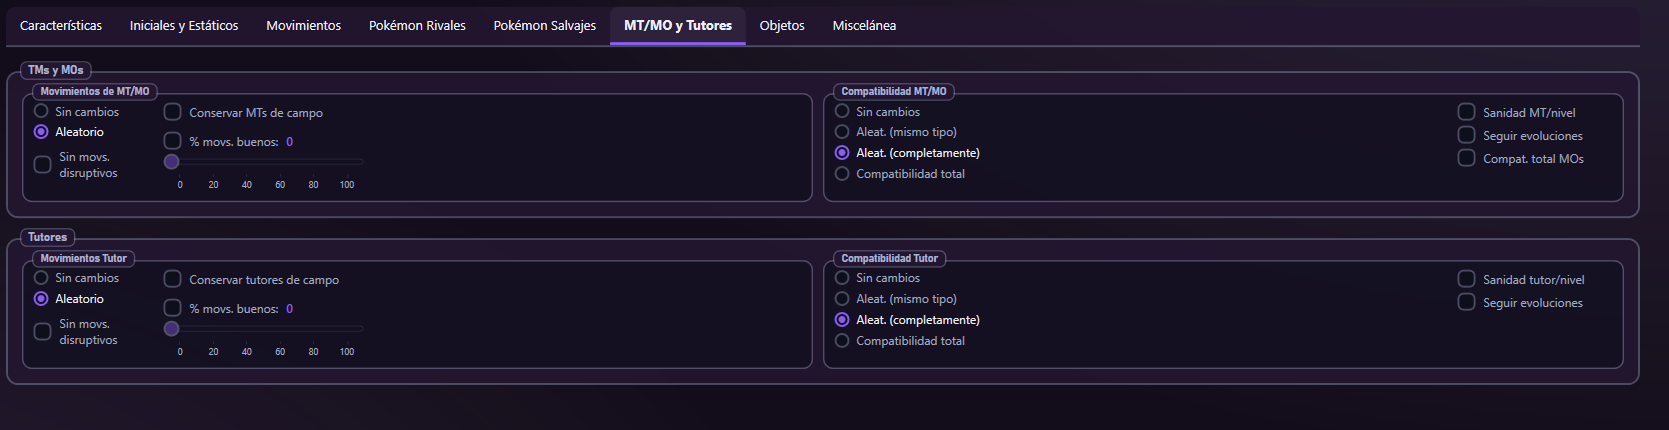 Características Iniciales y Estáticos Movimientos Pokémon Rivales Pokémon Salvajes MT/MO y Tutores Objetos Miscelánea
TMs y MOs
Movimientos de MT/MO
Sin cambios
Aleatorio
Sin movs.
disruptivos
Conservar MTs de campo
% movs. buenos: 0
0 20 40 60 80 100
Compatibilidad MT/MO
Sin cambios
Aleat. (mismo tipo)
Aleat. (completamente)
Compatibilidad total
Sanidad MT/nivel
Seguir evoluciones
Compat. total MOs
Tutores
Movimientos Tutor
Sin cambios
Aleatorio
Sin movs.
disruptivos
Conservar tutores de campo
% movs. buenos: 0
0 20 40 60 80 100
Compatibilidad Tutor
Sin cambios
Aleat. (mismo tipo)
Aleat. (completamente)
Compatibilidad total
Sanidad tutor/nivel
Seguir evoluciones